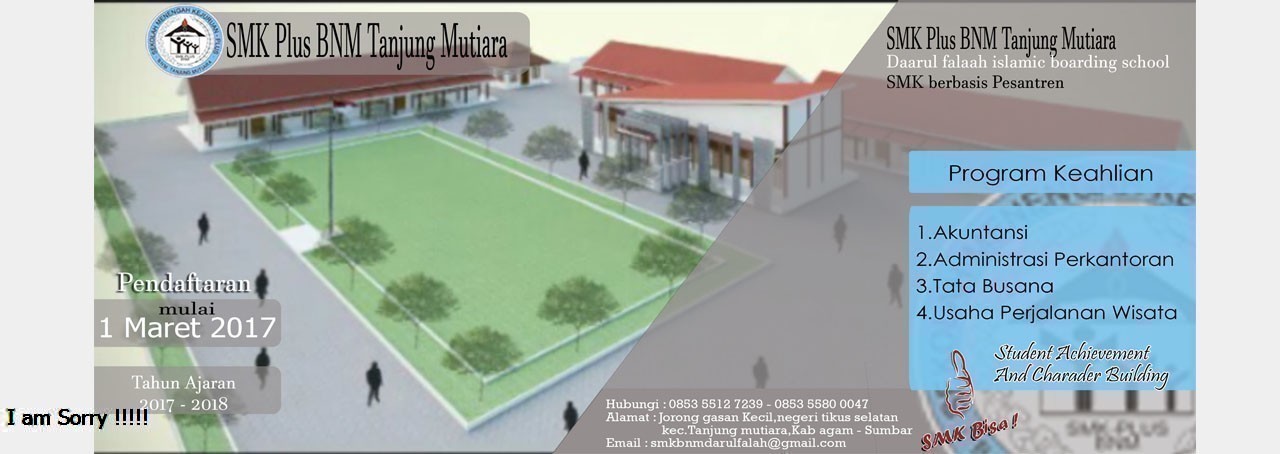 SMK Plus BNM Tanjung Mutiara
SMK Plus BNM Tanjung Mutiara
Daarul falaah islamic boarding school
SMK berbasis Pesantren
Program Keahlian
1.Akuntansi
2.Administrasi Perkantoran
3.Tata Busana
4.Usaha Perjalanan Wisata
Pendaftaran
mulai
1 Maret 2017
Tahun Ajaran
2017 - 2018
I am Sorry !!!!!
Student Achievement
And Charader Building
SMK Bisa!
Hubungi : 0853 5512 7239 - 0853 5580 0047
Alamat : Jorong gasan Kecil,negeri tikus selatan
kec.Tanjung mutiara,Kab agam - Sumbar
Email : smkbnmdarulfalah@gmail.com
SMK PLUS
BNM